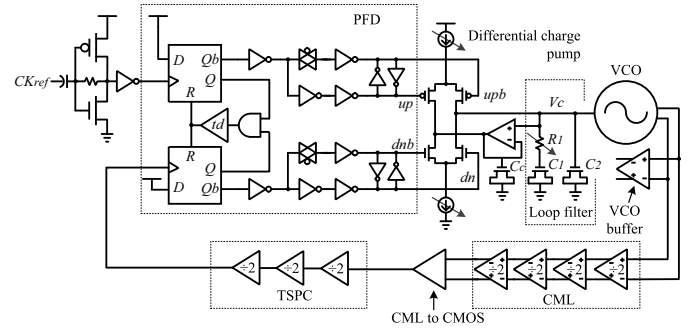 PFD
Differential charge
pump
VCO
D
Qb
Q
CKref
R
td
up
upb
Vc
R1
R
Q
D
Qb
dnb
dn
Cc
C1
C2
Loop filter
VCO
buffer
÷2
÷2
÷2
TSPC
CML to CMOS
÷2
÷2
÷2
÷2
CML